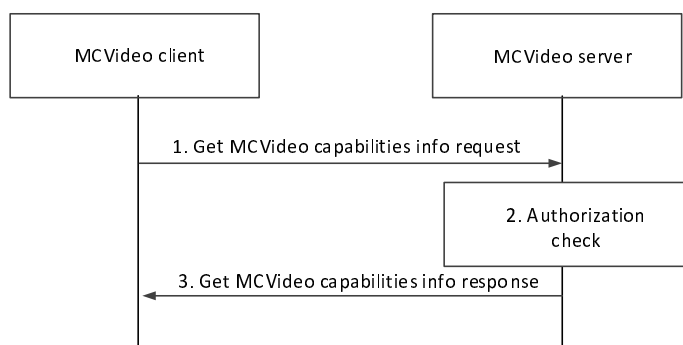 MCVideo client
MCVideo server
1. Get MCVideo capabilities info request
2. Authorization
check
3. Get MCVideo capabilities info response